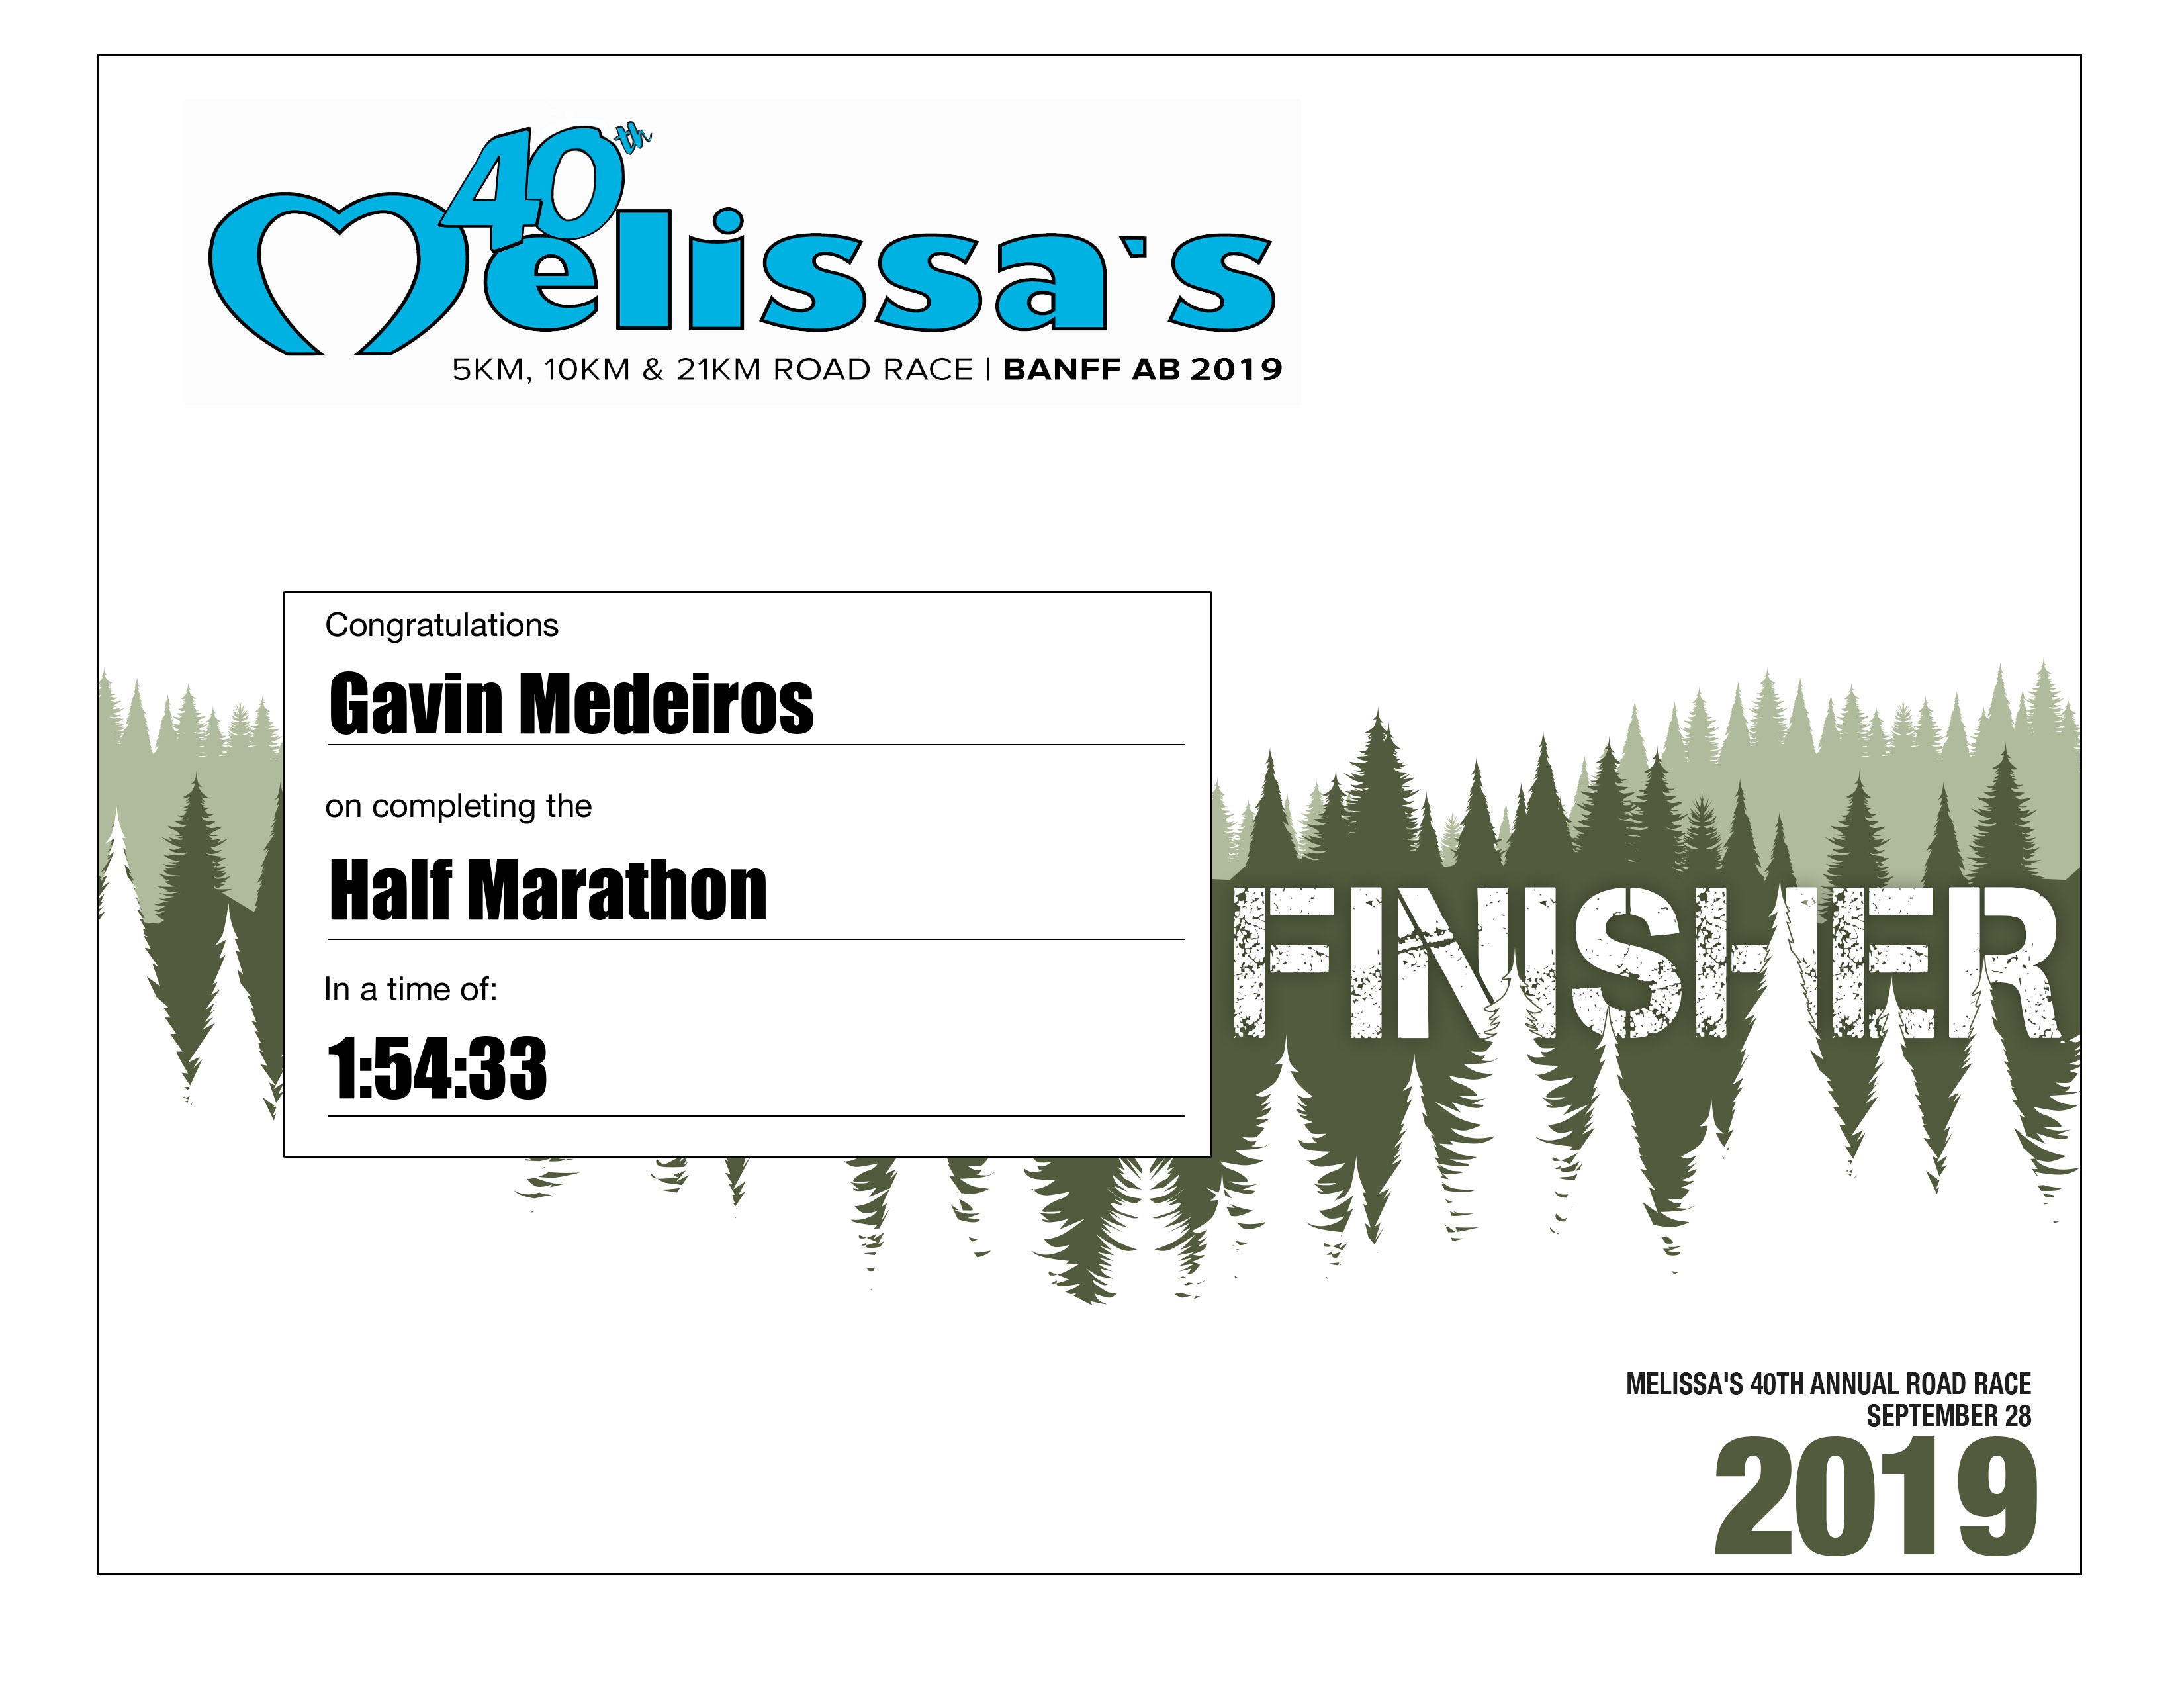 40th
Melissa's
5KM, 10KM & 21KM ROAD RACE | BANFF AB 2019
Congratulations
Gavin Medeiros
on completing the
Half Marathon
In a time of:
1:54:33
FINISHER
MELISSA'S 40TH ANNUAL ROAD RACE
SEPTEMBER 28
2019